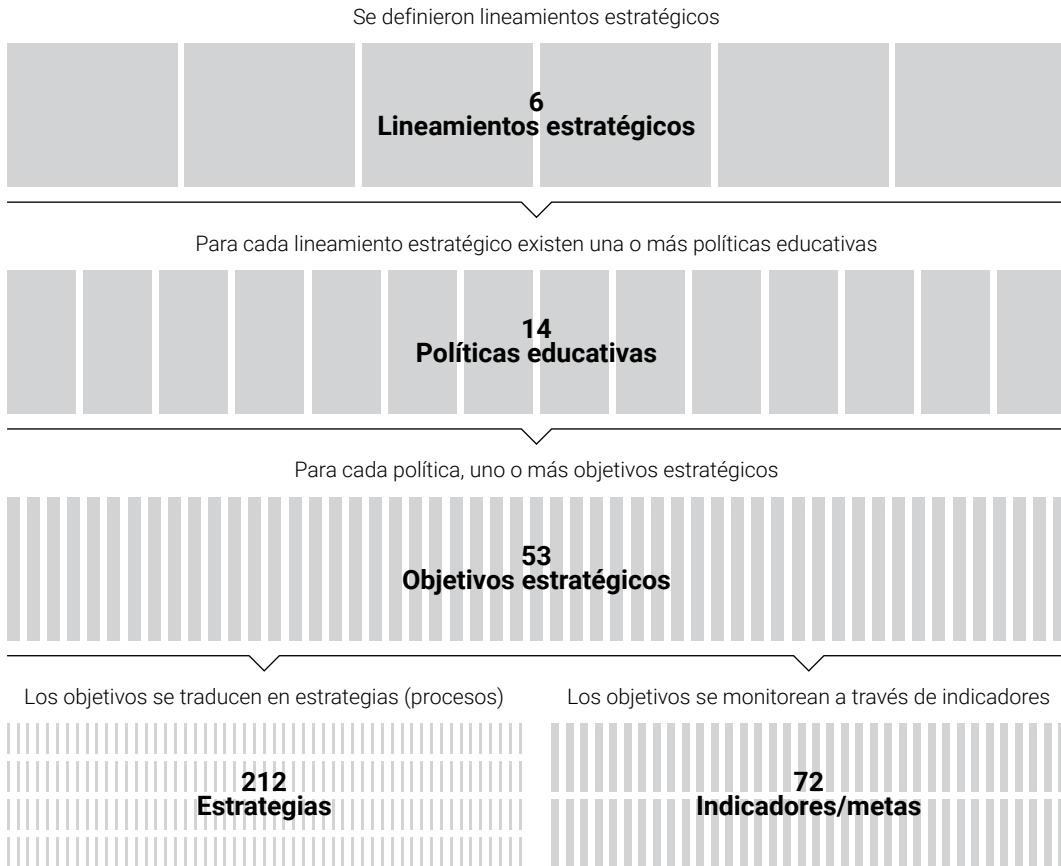 Se definieron lineamientos estratégicos
6
Lineamientos estratégicos
Para cada lineamiento estratégico existen una o más políticas educativas
14
Políticas educativas
Para cada política, uno o más objetivos estratégicos
53
Objetivos estratégicos
Los objetivos se traducen en estrategias (procesos)
212
Estrategias
Los objetivos se monitorean a través de indicadores
72
Indicadores/metas